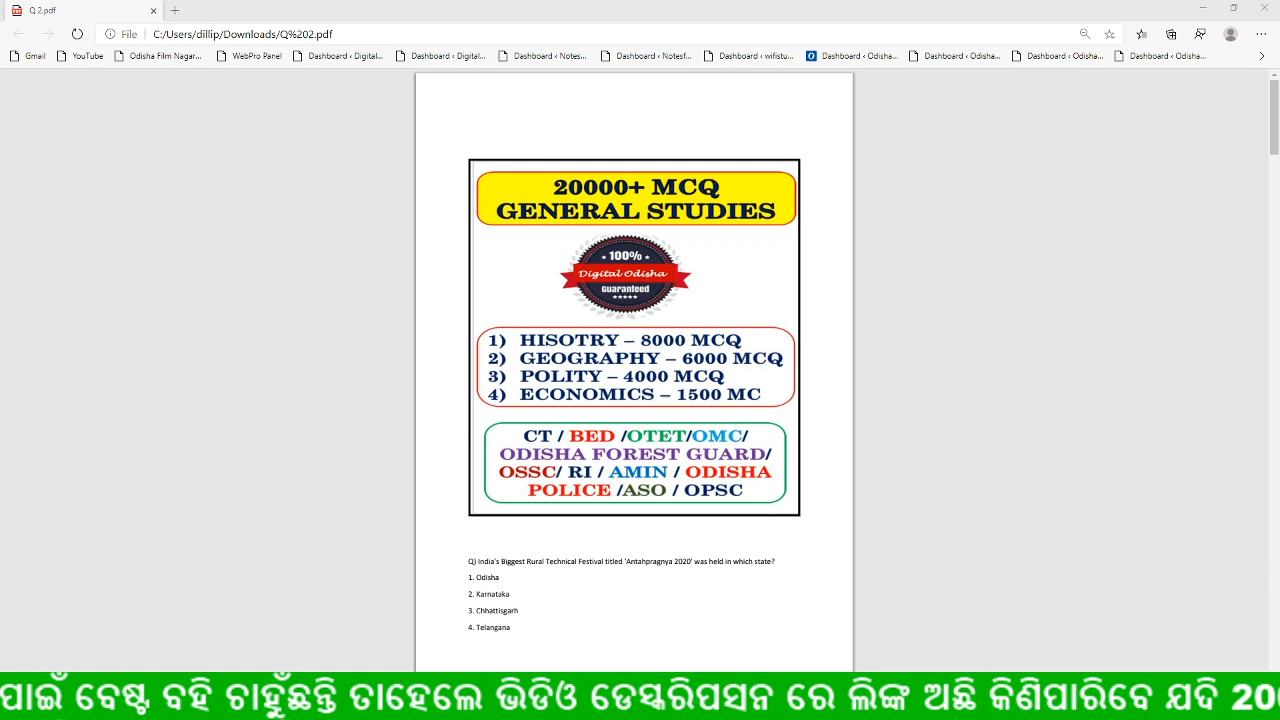 Q 2.pdf
File
C:/Users/dillip/Downloads/Q%202.pdf
Gmail
YouTube
Odisha Film Nagar...
WebPro Panel
Dashboard ‹ Digital...
Dashboard ‹ Digital...
Dashboard ‹ Notes...
Dashboard ‹ Notesf...
Dashboard ‹ wifistu...
Dashboard ‹ Odisha...
Dashboard ‹ Odisha...
Dashboard ‹ Odisha...
Dashboard ‹ Odisha...
20000+ MCQ
GENERAL STUDIES
100%
Digital Odisha
Guaranteed
1) HISOTRY – 8000 MCQ
2) GEOGRAPHY – 6000 MCQ
3) POLITY – 4000 MCQ
4) ECONOMICS – 1500 MC
CT / BED /OTET/OMC/
ODISHA FOREST GUARD/
OSSC/ RI / AMIN / ODISHA
POLICE /ASO / OPSC
Q) India's Biggest Rural Technical Festival titled 'Antahpragnya 2020' was held in which state?
1. Odisha
2. Karnataka
3. Chhattisgarh
4. Telangana
ପାଇଁ ବେଷ୍ଟ ବହି ଚାହୁଁଛନ୍ତି ତାହେଲେ ଭିଡିଓ ଡେସ୍କରିପସନ ରେ ଲିଙ୍କ ଅଛି କିଣିପାରିବେ ଯଦି 20